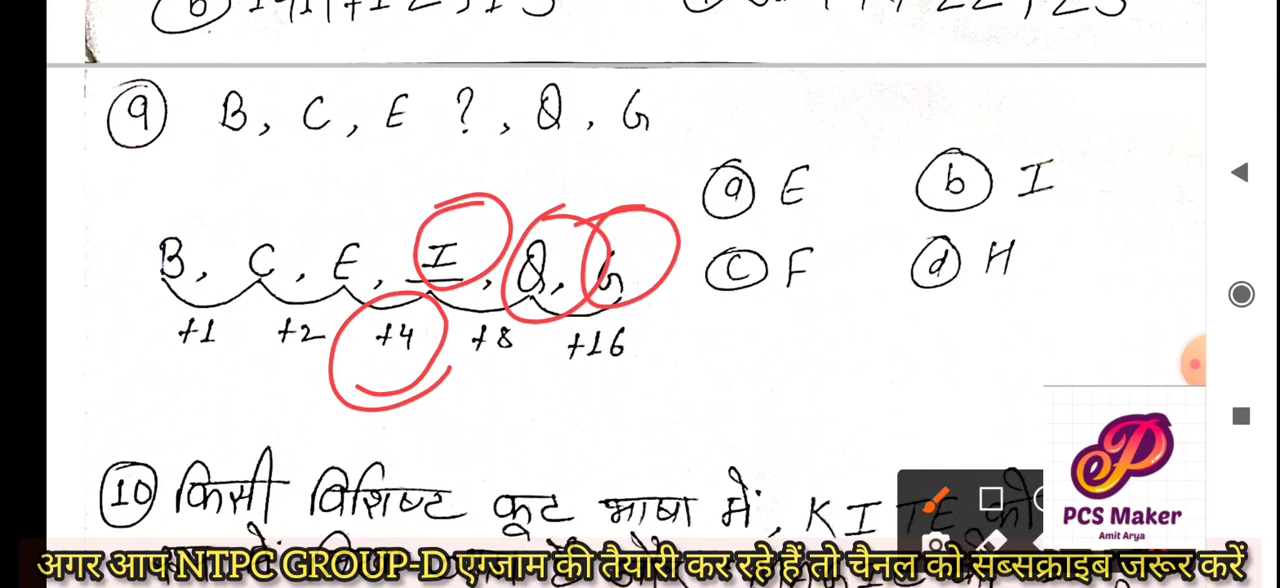 9 B, C, E ?, Q, G
a E b I
c F d H
B, C, E, I, Q, G
+1 +2 +4 +8 +16
10 किसी विशिष्ट कूट भाषा में, KITE को
PCS Maker
Amit Arya
अगर आप NTPC GROUP-D एग्जाम की तैयारी कर रहे हैं तो चैनल को सब्सक्राइब जरूर करें